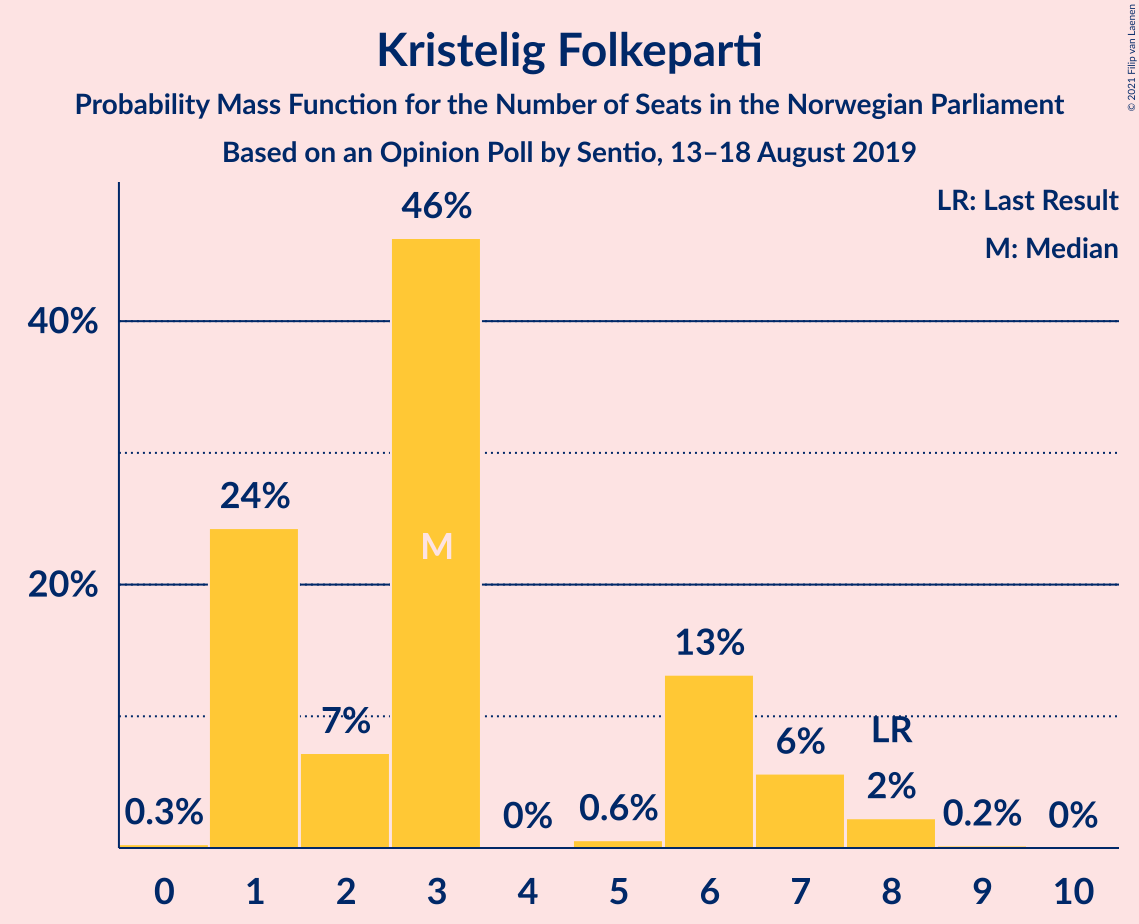 Kristelig Folkeparti
Probability Mass Function for the Number of Seats in the Norwegian Parliament
Based on an Opinion Poll by Sentio, 13–18 August 2019
© 2021 Filip van Laenen
LR: Last Result
M: Median
46%
40%
24%
M
20%
13%
7%
LR
6%
2%
0.3%
0%
0.6%
0.2%
0%
0 1 2 3 4 5 6 7 8 9 10